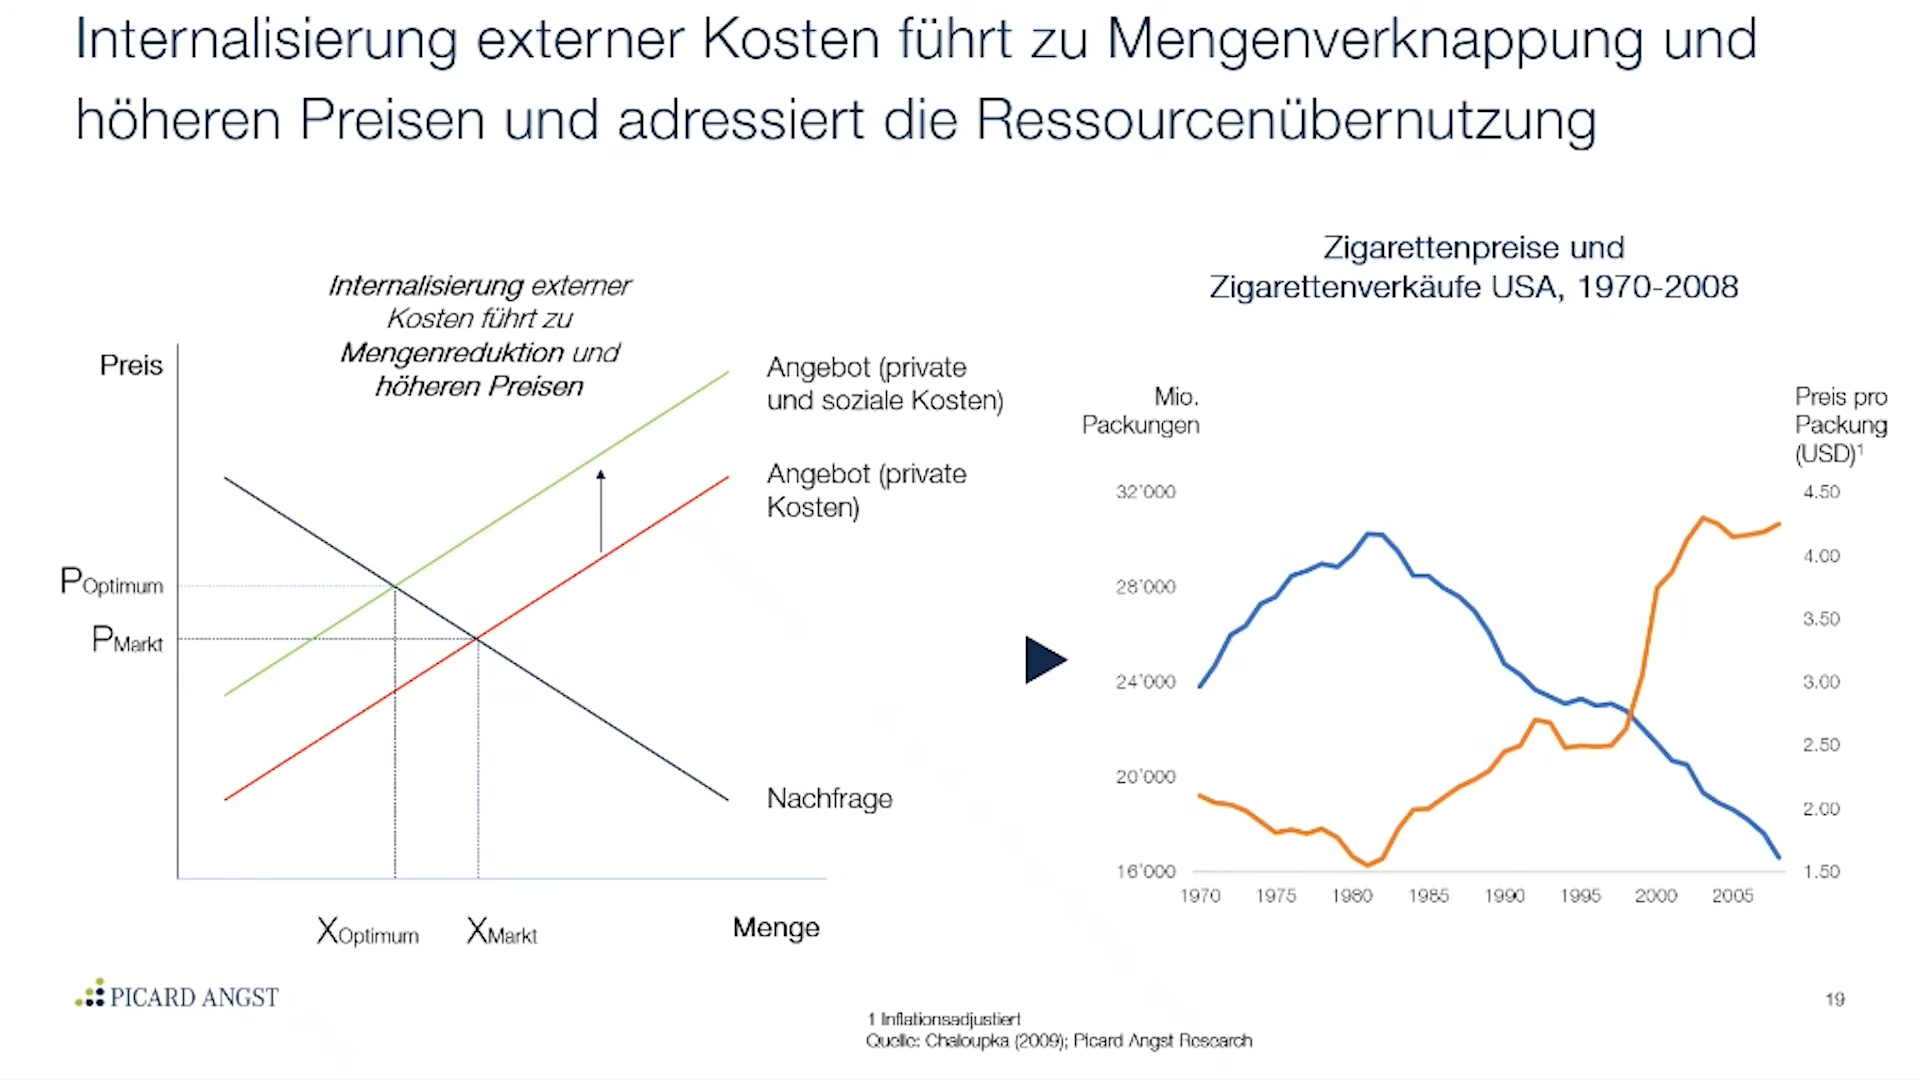 Internalisierung externer Kosten führt zu Mengenverknappung und
höheren Preisen und adressiert die Ressourcenübernutzung
Internalisierung externer
Kosten führt zu
Mengenreduktion und
höheren Preisen
Preis
Angebot (private
und soziale Kosten)
Angebot (private
Kosten)
POptimum
PMarkt
Nachfrage
XOptimum
XMarkt
Menge
Zigarettenpreise und
Zigarettenverkäufe USA, 1970-2008
Mio.
Packungen
Preis pro
Packung
(USD)¹
32'000
28'000
24'000
20'000
16'000
4.50
4.00
3.50
3.00
2.50
2.00
1.50
1970 1975 1980 1985 1990 1995 2000 2005
PICARD ANGST
1 Inflationsadjustiert
Quelle: Chaloupka (2009); Picard Angst Research
19